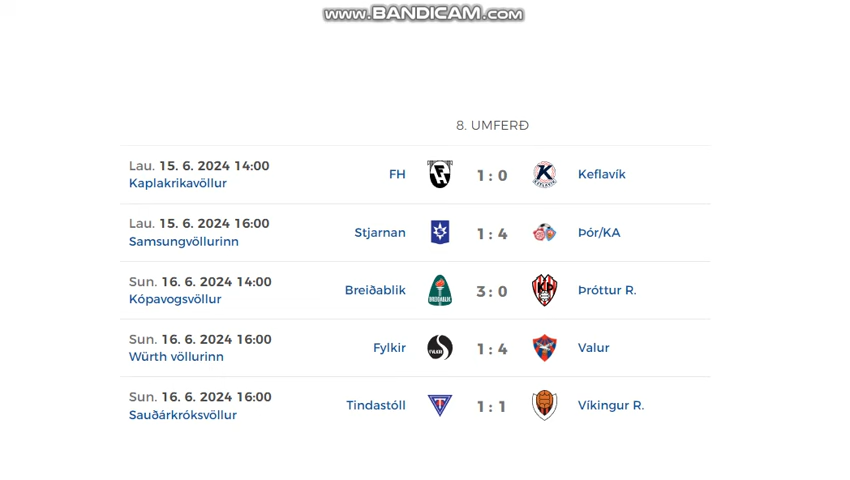 www.BANDICAM.com
8. UMFERÐ
Lau. 15. 6. 2024 14:00
Kaplakrikavöllur
FH 1 : 0 Keflavík
Lau. 15. 6. 2024 16:00
Samsungvöllurinn
Stjarnan 1 : 4 Þór/KA
Sun. 16. 6. 2024 14:00
Kópavogsvöllur
Breiðablik 3 : 0 Þróttur R.
Sun. 16. 6. 2024 16:00
Würth völlurinn
Fylkir 1 : 4 Valur
Sun. 16. 6. 2024 16:00
Sauðárkróksvöllur
Tindastóll 1 : 1 Víkingur R.